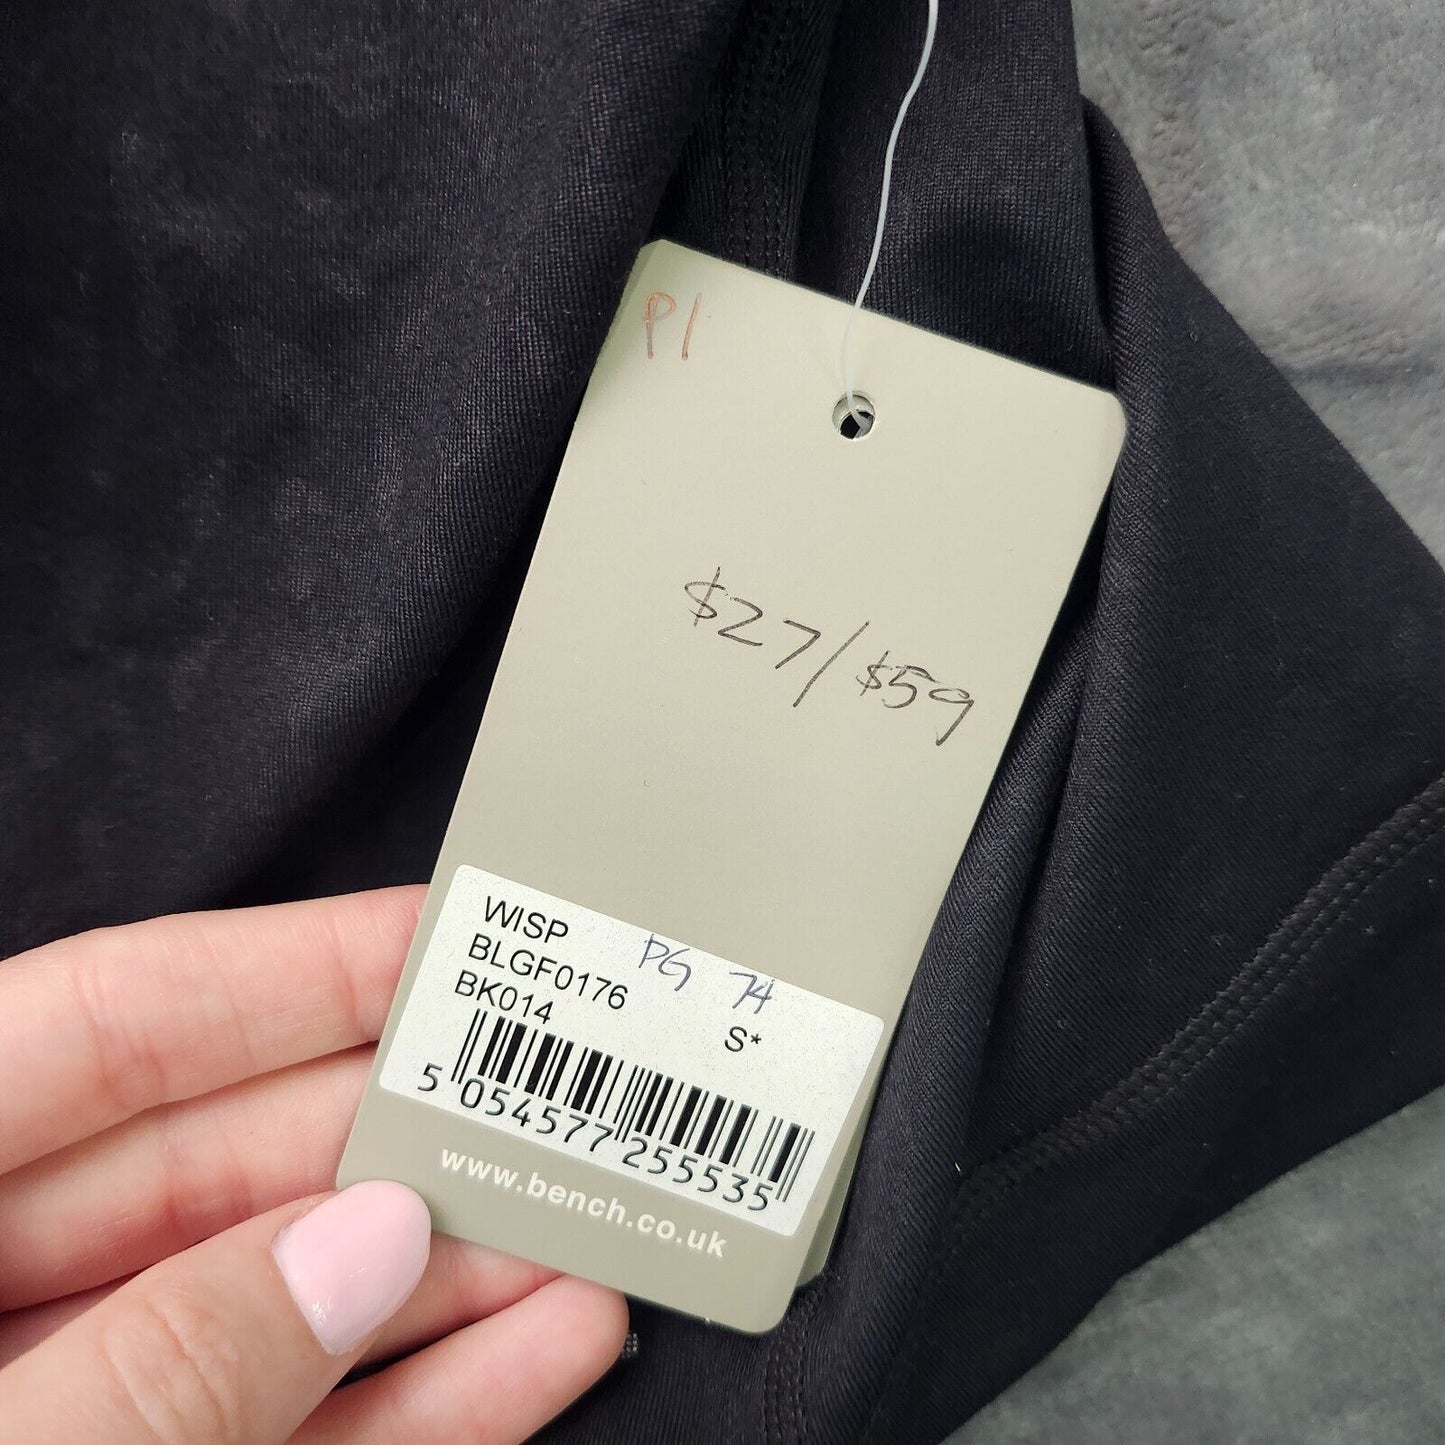 P1
$27/$59
WISP
BLGF0176 PG 74
BK014
S*
5 054577 255535
www.bench.co.uk